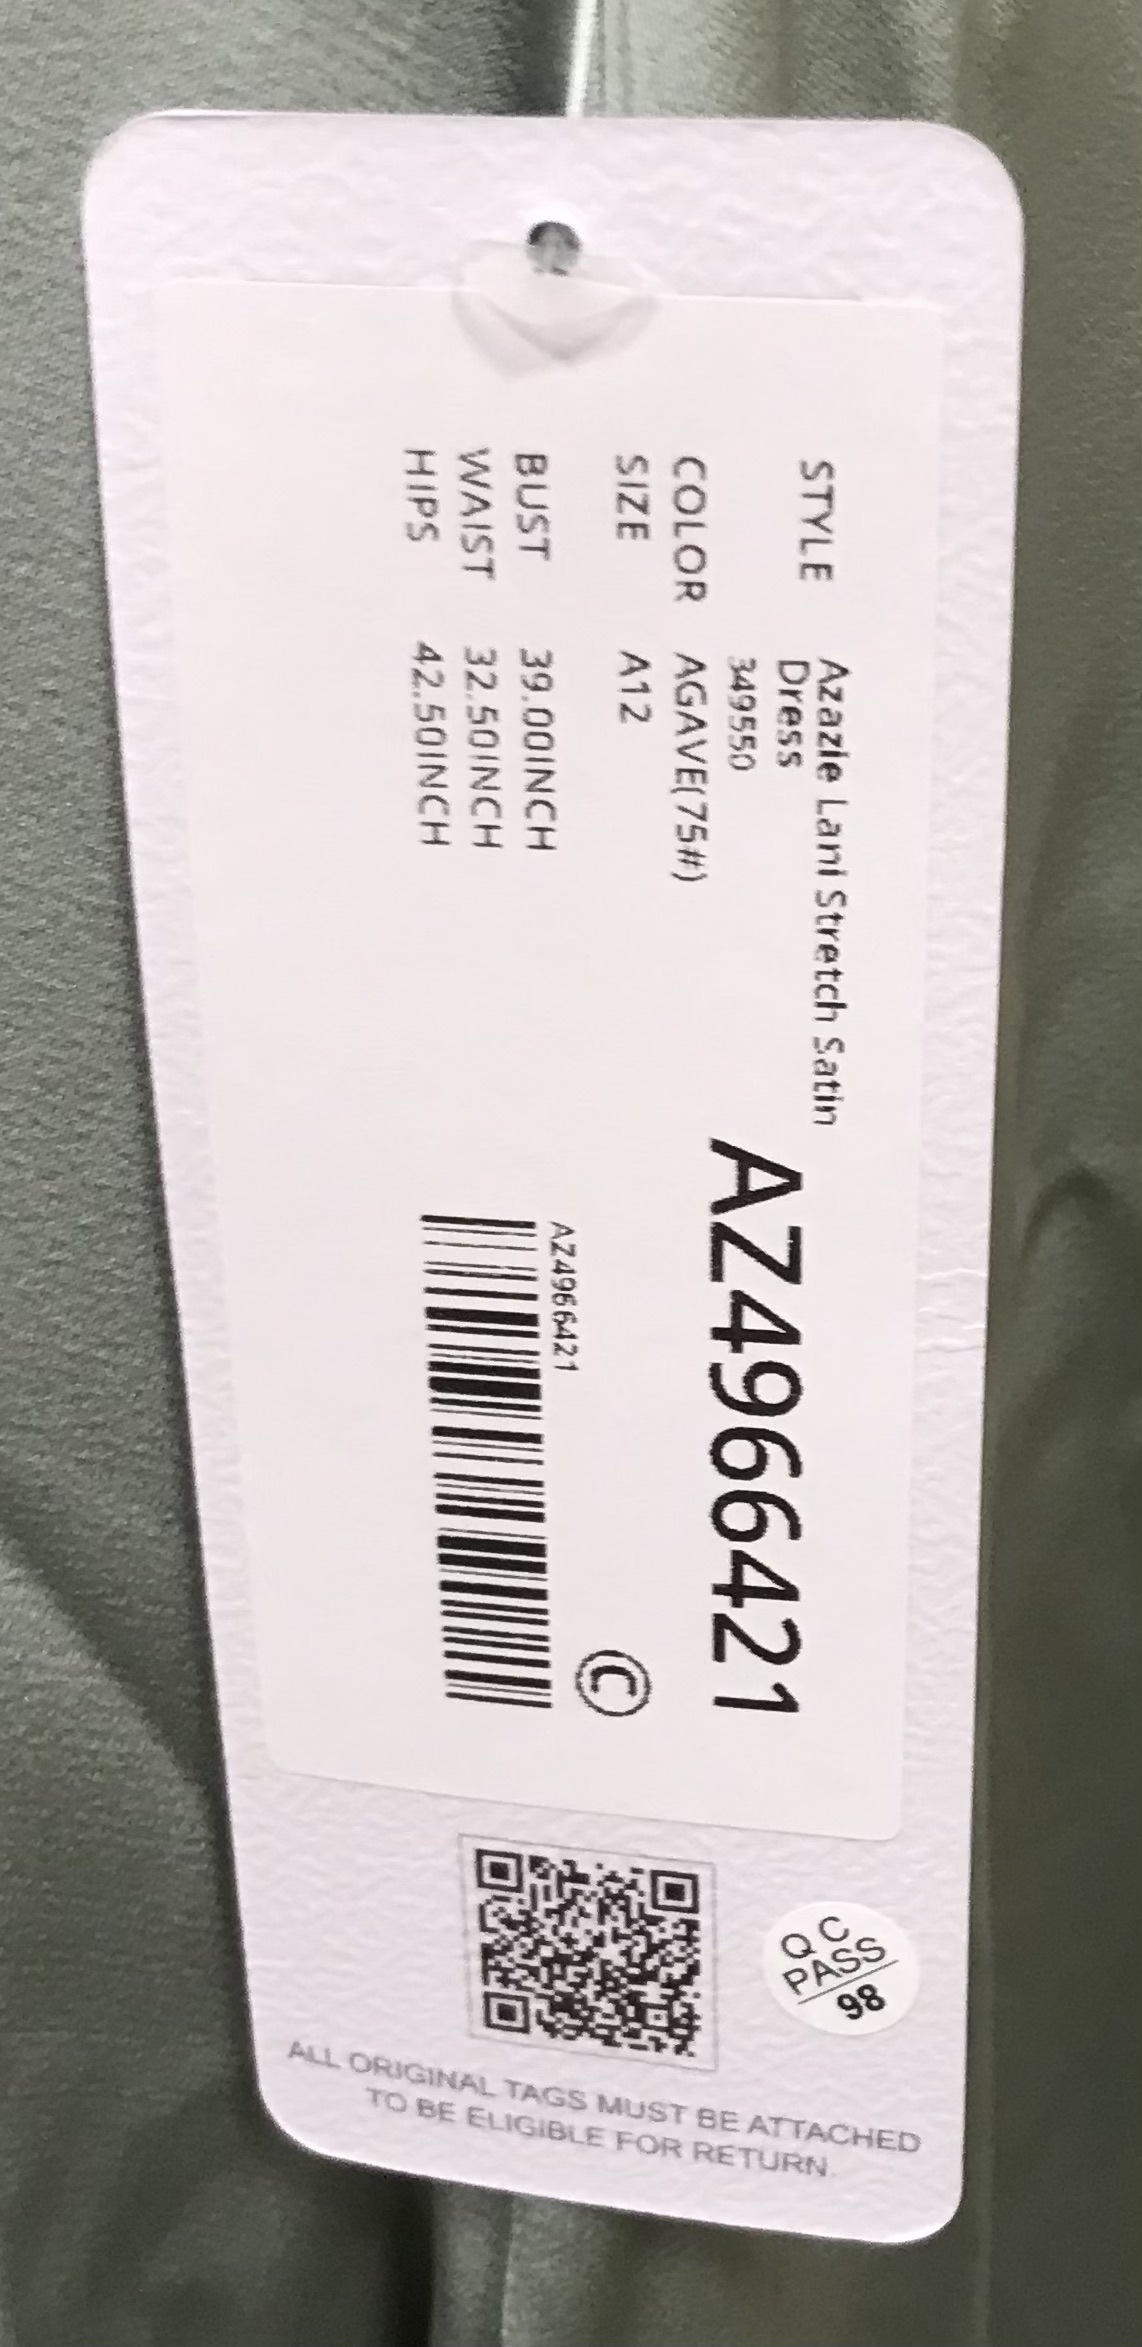 STYLE Azazie Lani Stretch Satin
Dress
349550
COLOR AGAVE(75#)
SIZE A12
BUST 39.00INCH
WAIST 32.50INCH
HIPS 42.50INCH
AZ4966421
©
AZ4966421
QC
PASS
98
ALL ORIGINAL TAGS MUST BE ATTACHED
TO BE ELIGIBLE FOR RETURN.